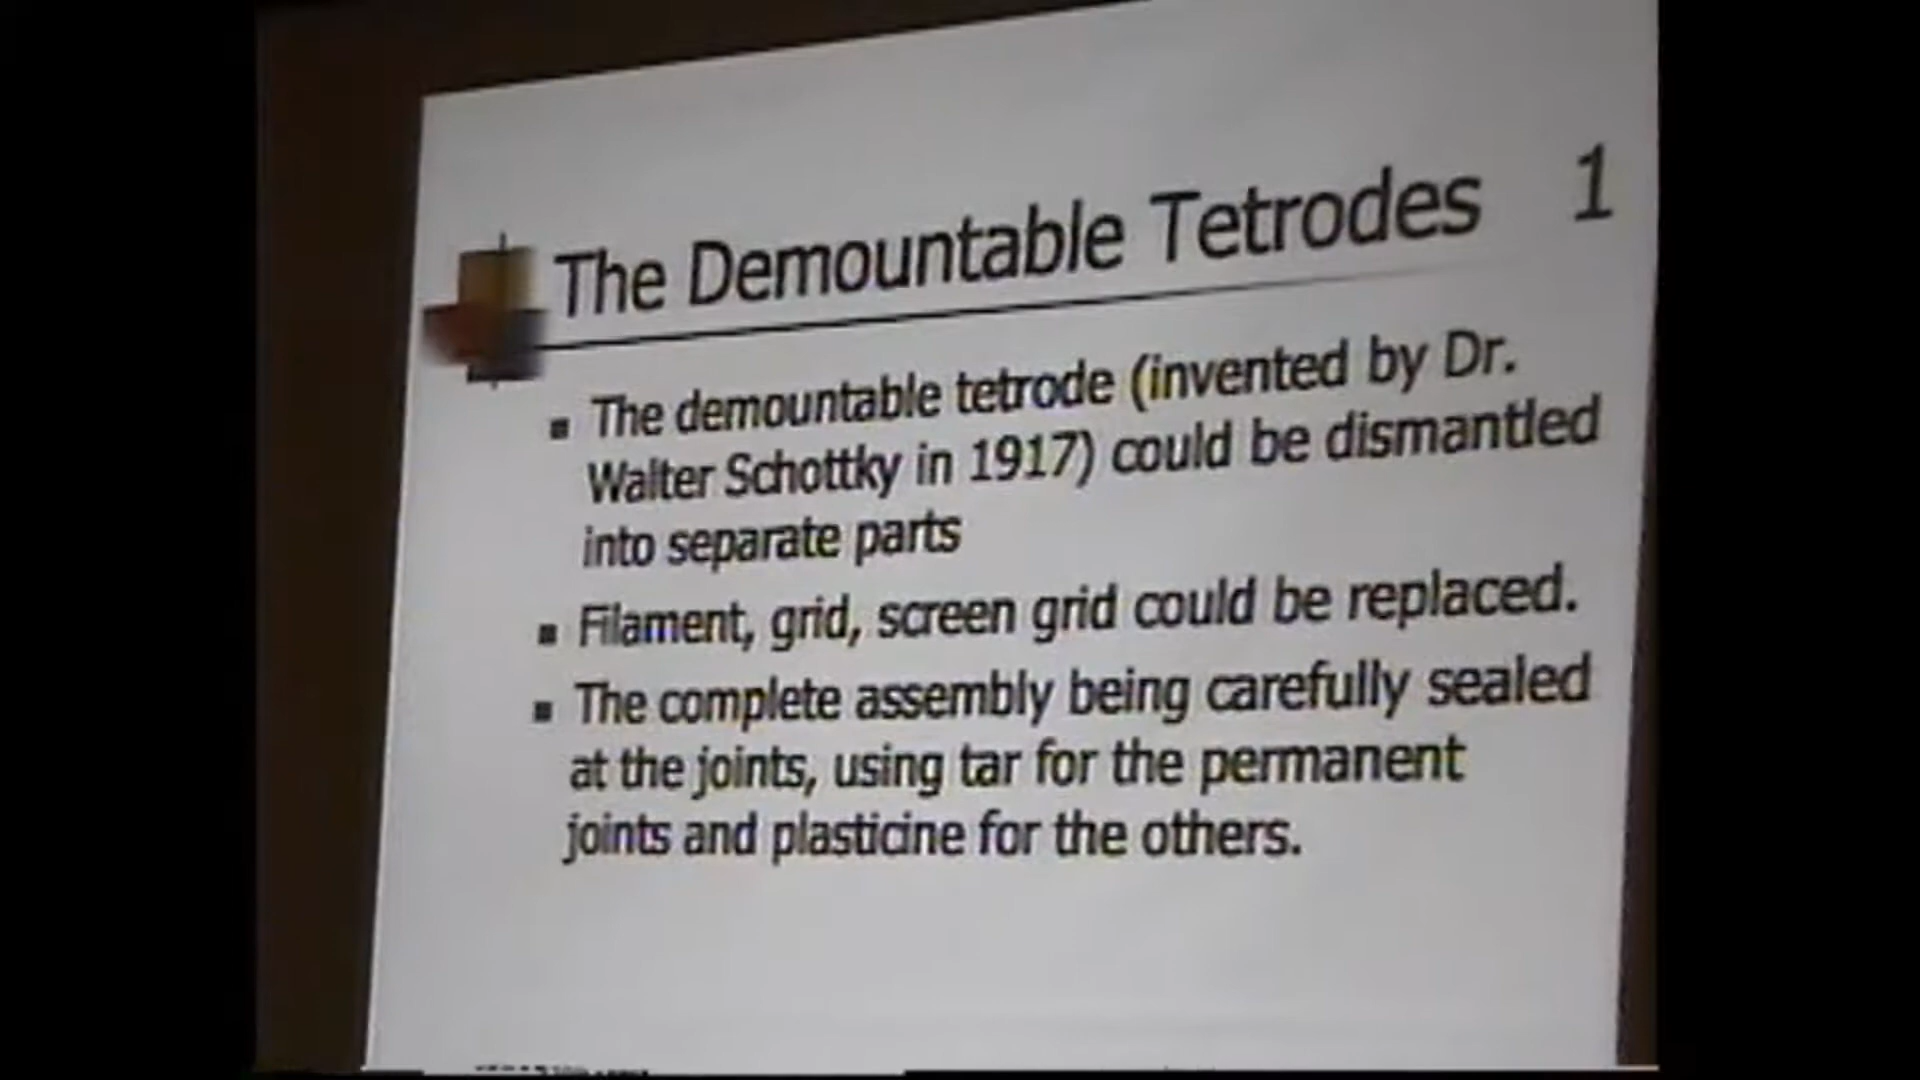 The Demountable Tetrodes 1
The demountable tetrode (invented by Dr.
Walter Schottky in 1917) could be dismantled
into separate parts
Filament, grid, screen grid could be replaced.
The complete assembly being carefully sealed
at the joints, using tar for the permanent
joints and plasticine for the others.